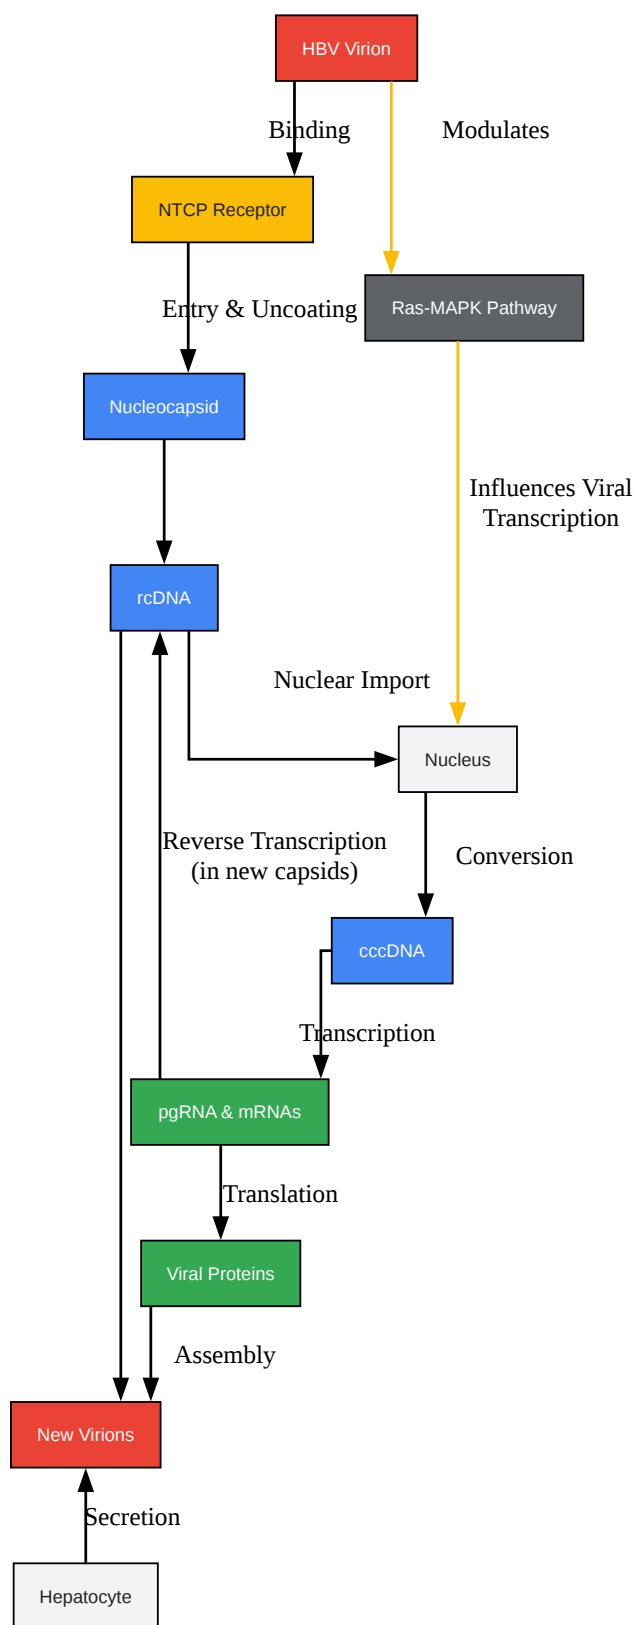 HBV Virion
Binding
Modulates
NTCP Receptor
Ras-MAPK Pathway
Entry & Uncoating
Nucleocapsid
Influences Viral
Transcription
rcDNA
Nuclear Import
Nucleus
Reverse Transcription
(in new capsids)
Conversion
cccDNA
Transcription
pgRNA & mRNAs
Translation
Viral Proteins
Assembly
New Virions
Secretion
Hepatocyte